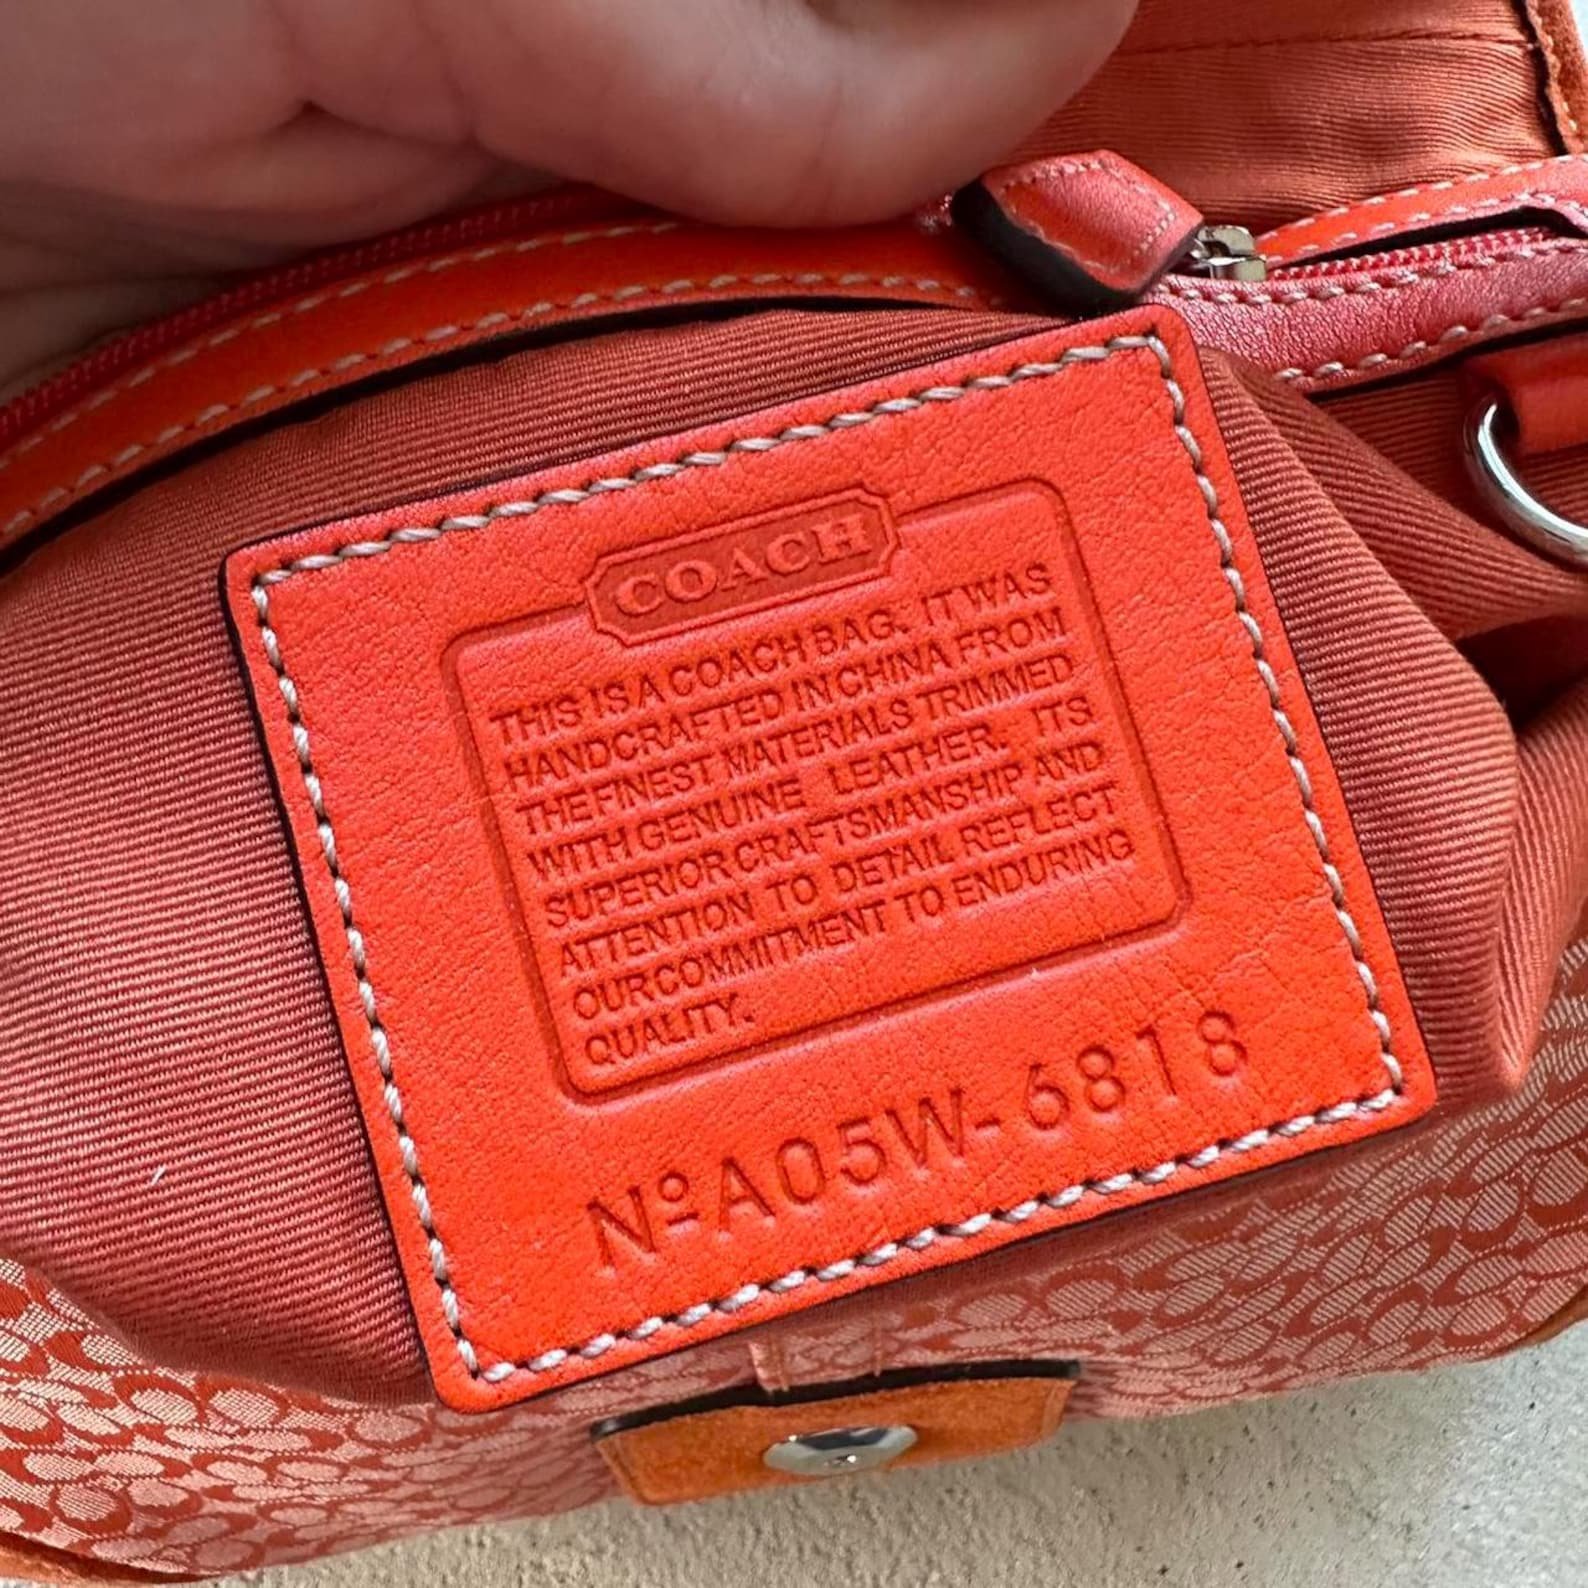 COACH
THIS IS A COACH BAG. IT WAS
HANDCRAFTED IN CHINA FROM
THE FINEST MATERIALS TRIMMED
WITH GENUINE LEATHER. ITS
SUPERIOR CRAFTSMANSHIP AND
ATTENTION TO DETAIL REFLECT
OUR COMMITMENT TO ENDURING
QUALITY.
Nº A05W-6818